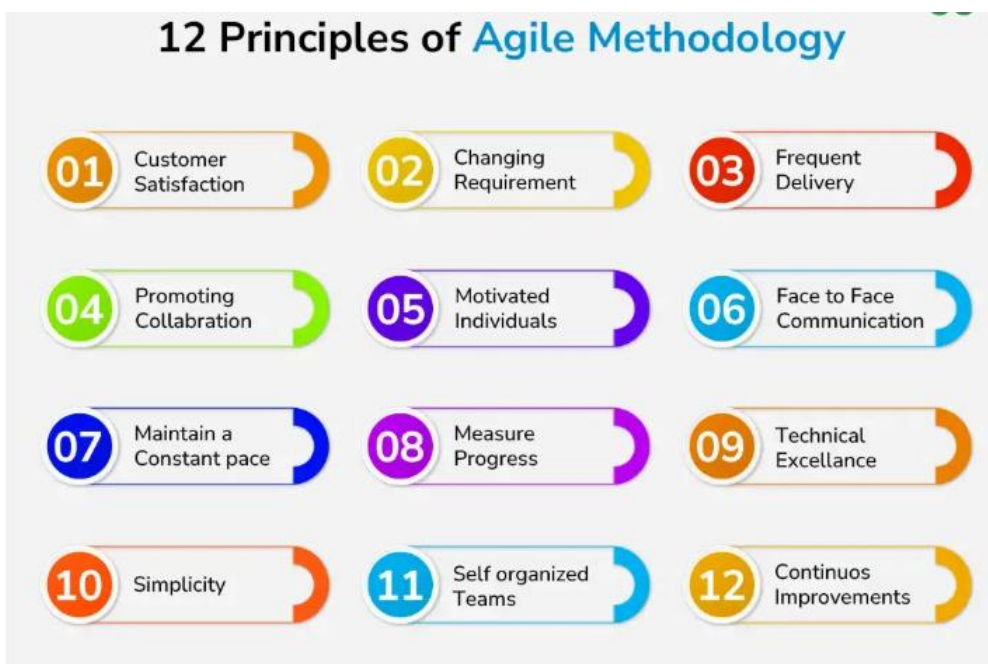 12 Principles of Agile Methodology
01
Customer
Satisfaction
02
Changing
Requirement
03
Frequent
Delivery
04
Promoting
Collabration
05
Motivated
Individuals
06
Face to Face
Communication
07
Maintain a
Constant pace
08
Measure
Progress
09
Technical
Excellance
10
Simplicity
11
Self organized
Teams
12
Continuos
Improvements